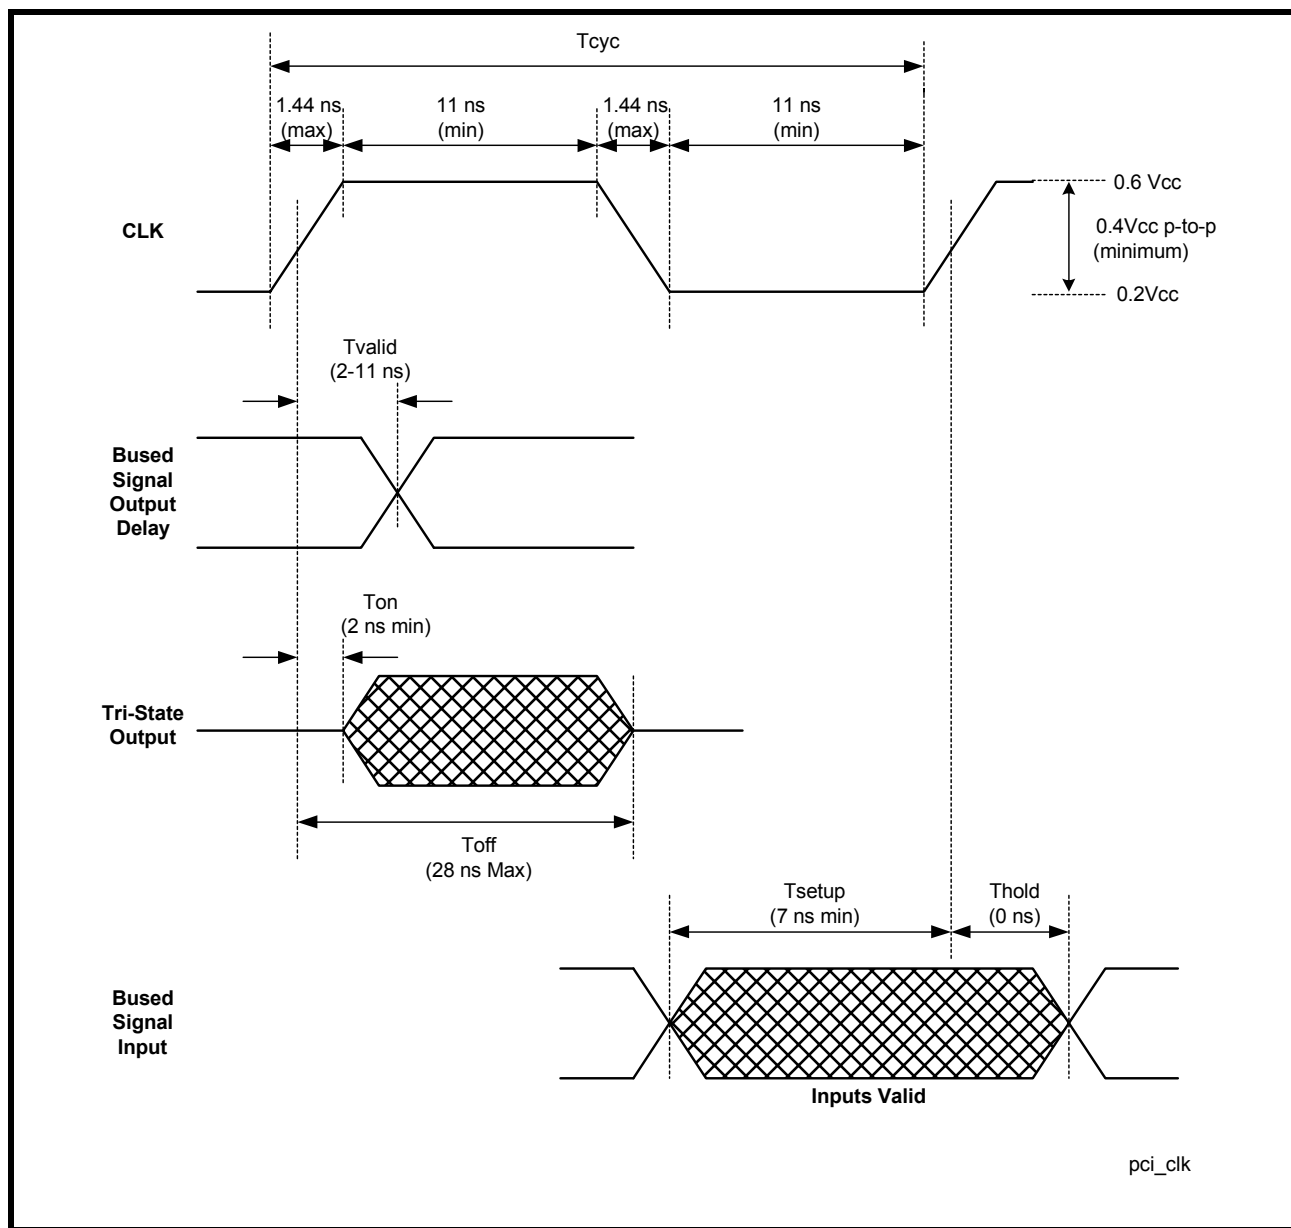 Tcyc
1.44 ns
(max)
11 ns
(min)
1.44 ns
(max)
11 ns
(min)
CLK
0.6 Vcc
0.4Vcc p-to-p
(minimum)
0.2Vcc
Tvalid
(2-11 ns)
Bused
Signal
Output
Delay
Ton
(2 ns min)
Tri-State
Output
Toff
(28 ns Max)
Tsetup
(7 ns min)
Thold
(0 ns)
Bused
Signal
Input
Inputs Valid
pci_clk